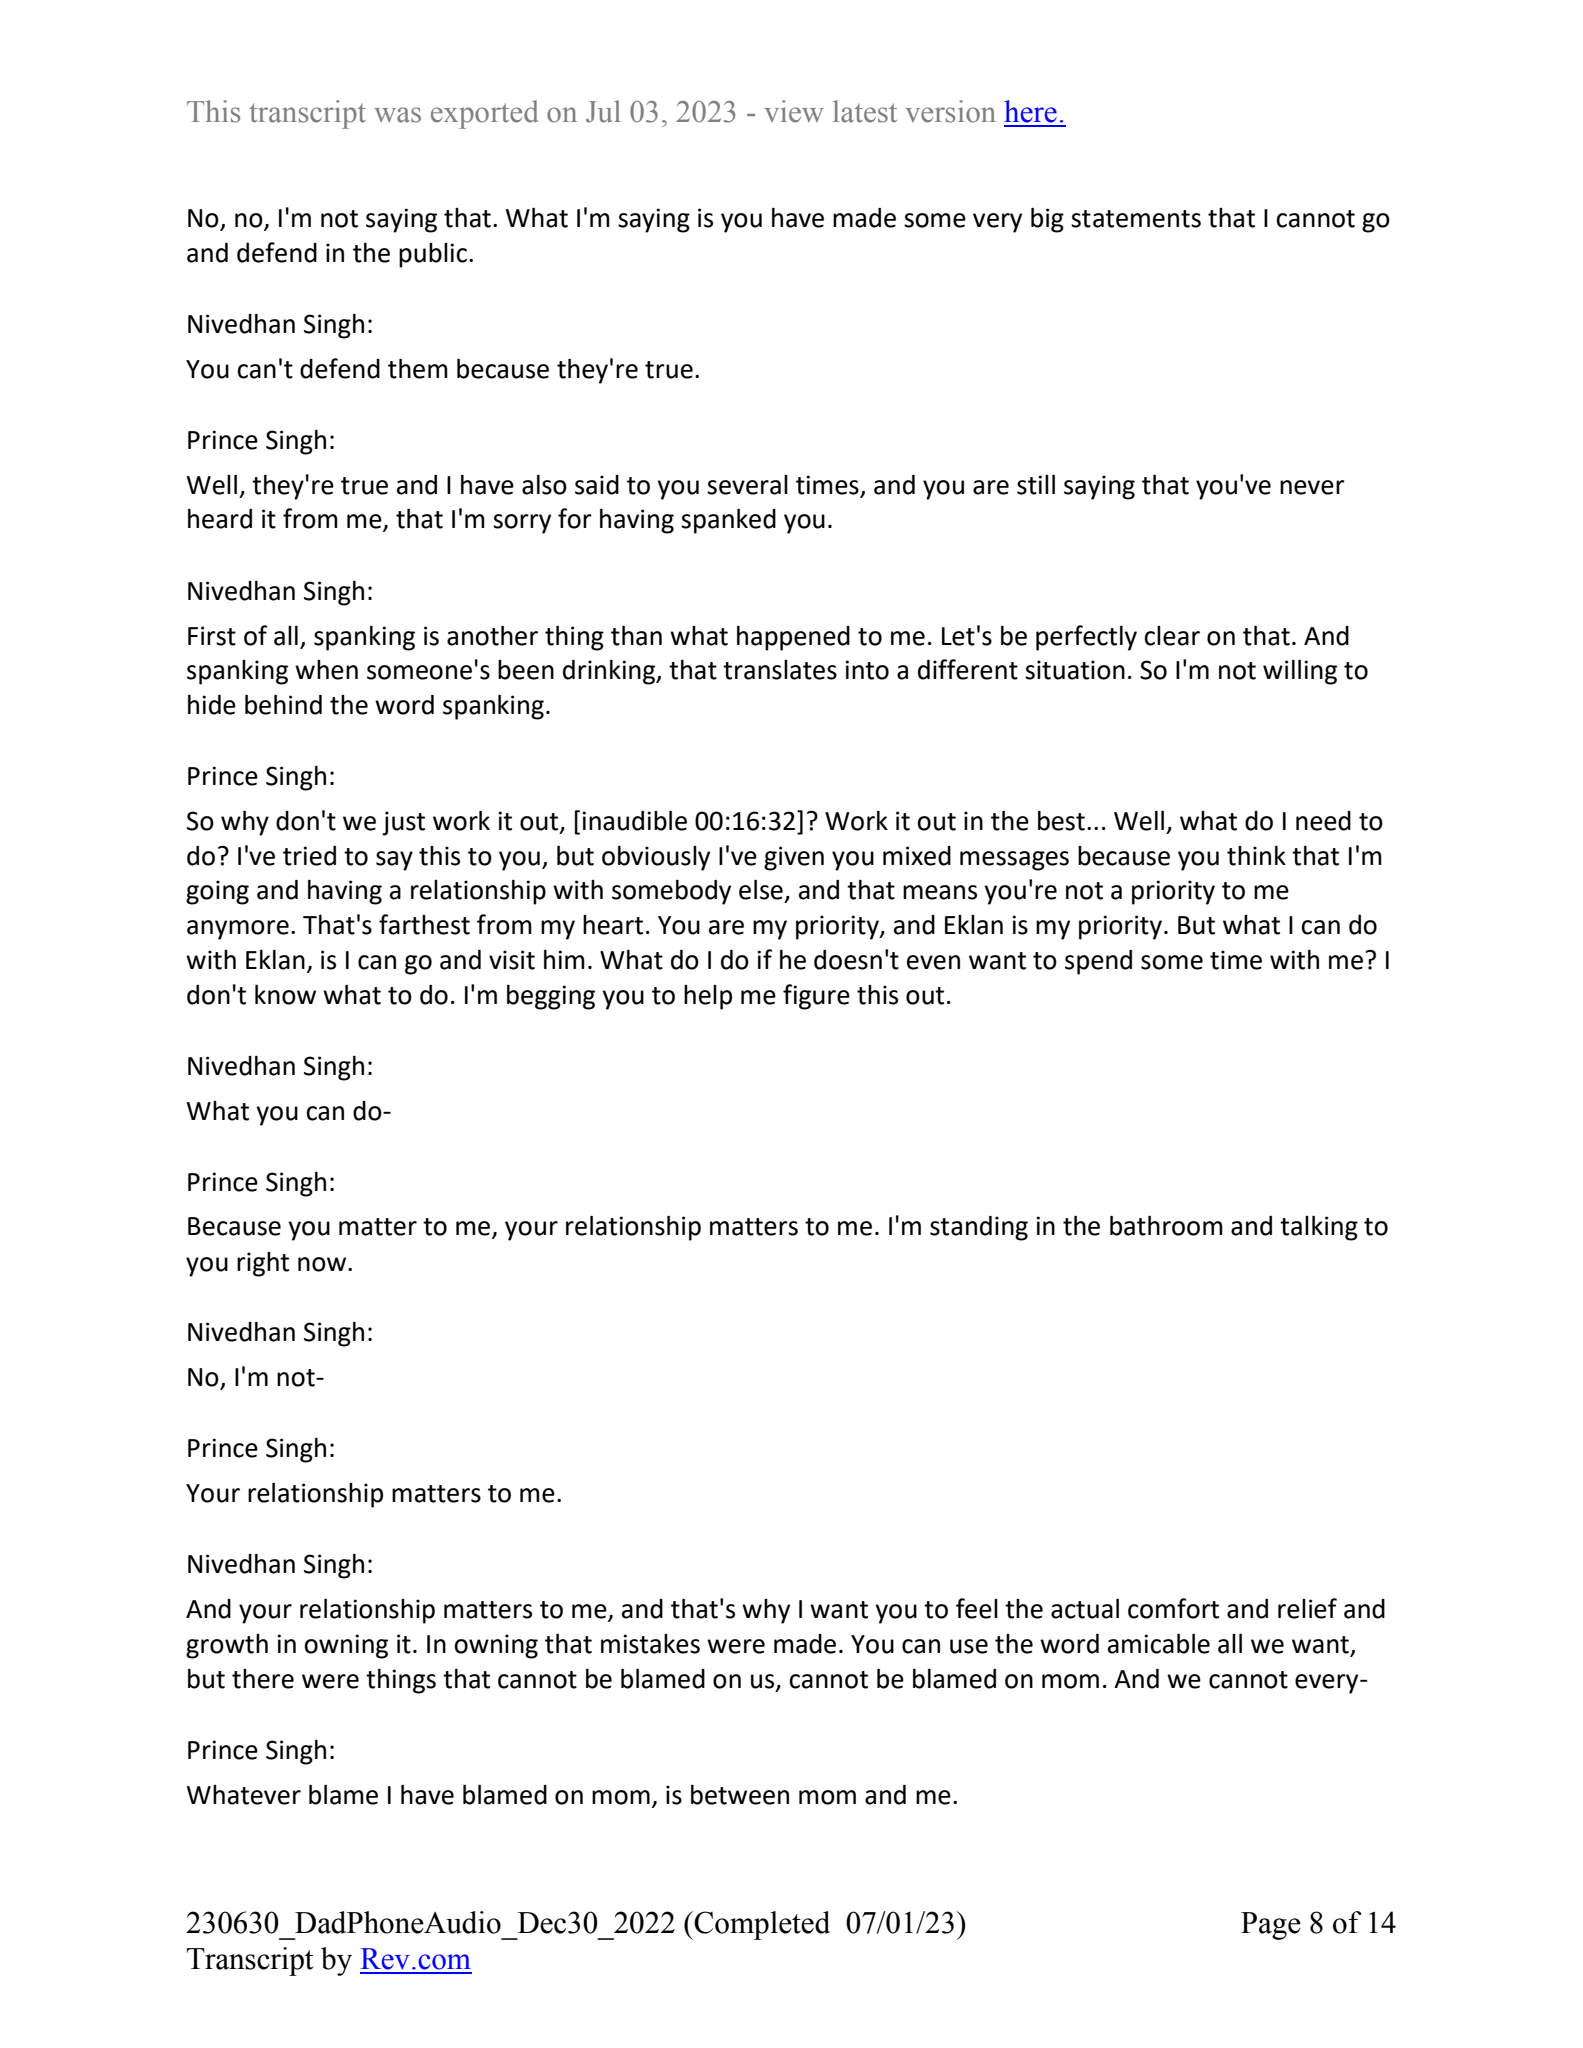 This transcript was exported on Jul 03, 2023 - view latest version here.
No, no, I'm not saying that. What I'm saying is you have made some very big statements that I cannot go
and defend in the public.
Nivedhan Singh:
You can't defend them because they're true.
Prince Singh:
Well, they're true and I have also said to you several times, and you are still saying that you've never
heard it from me, that I'm sorry for having spanked you.
Nivedhan Singh:
First of all, spanking is another thing than what happened to me. Let's be perfectly clear on that. And
spanking when someone's been drinking, that translates into a different situation. So I'm not willing to
hide behind the word spanking.
Prince Singh:
So why don't we just work it out, [inaudible 00:16:32]? Work it out in the best... Well, what do I need to
do? I've tried to say this to you, but obviously I've given you mixed messages because you think that I'm
going and having a relationship with somebody else, and that means you're not a priority to me
anymore. That's farthest from my heart. You are my priority, and Eklan is my priority. But what I can do
with Eklan, is I can go and visit him. What do I do if he doesn't even want to spend some time with me? I
don't know what to do. I'm begging you to help me figure this out.
Nivedhan Singh:
What you can do-
Prince Singh:
Because you matter to me, your relationship matters to me. I'm standing in the bathroom and talking to
you right now.
Nivedhan Singh:
No, I'm not-
Prince Singh:
Your relationship matters to me.
Nivedhan Singh:
And your relationship matters to me, and that's why I want you to feel the actual comfort and relief and
growth in owning it. In owning that mistakes were made. You can use the word amicable all we want,
but there were things that cannot be blamed on us, cannot be blamed on mom. And we cannot every-
Prince Singh:
Whatever blame I have blamed on mom, is between mom and me.
230630_DadPhoneAudio_Dec30_2022 (Completed 07/01/23) Page 8 of 14
Transcript by Rev.com